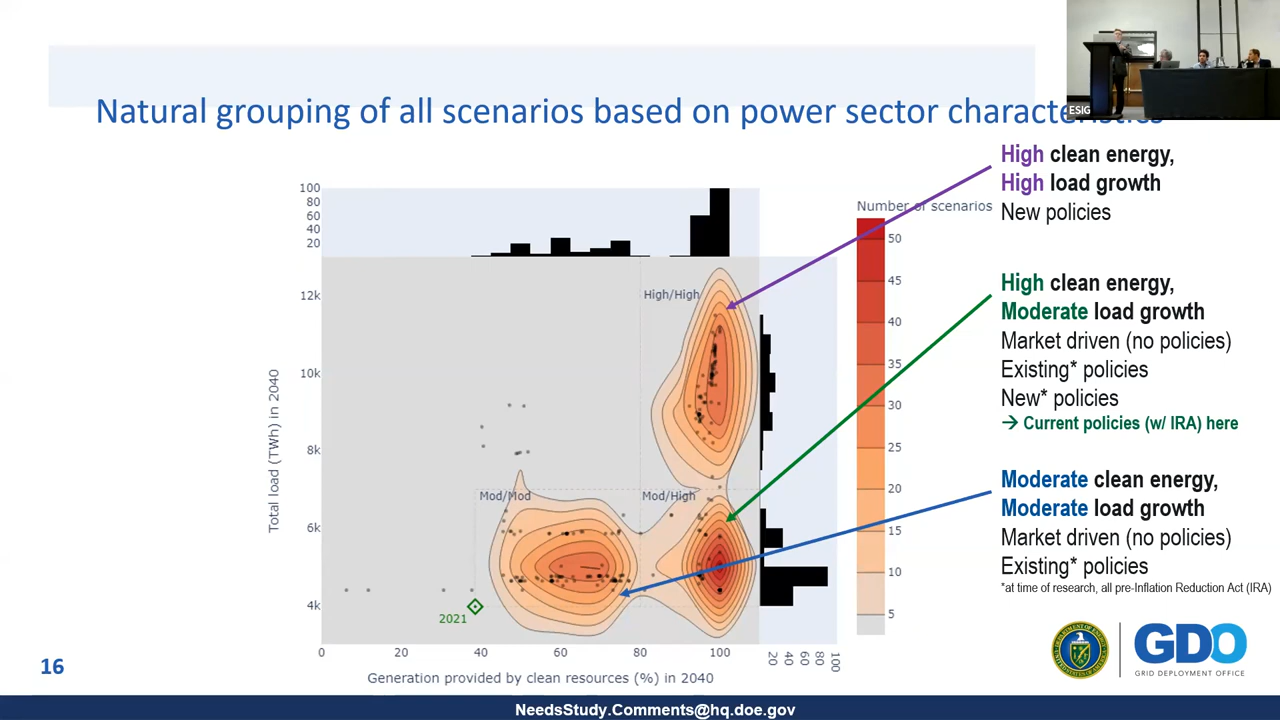 Natural grouping of all scenarios based on power sector characteristics
ESIG
High clean energy,
High load growth
New policies
High clean energy,
Moderate load growth
Market driven (no policies)
Existing* policies
New* policies
→ Current policies (w/ IRA) here
Moderate clean energy,
Moderate load growth
Market driven (no policies)
Existing* policies
*at time of research, all pre-Inflation Reduction Act (IRA)
100
80
60
40
20
Number of scenarios
50
45
40
35
30
25
20
15
10
5
12k
10k
8k
6k
4k
Total load (TWh) in 2040
High/High
Mod/Mod
Mod/High
2021
0 20 40 60 80 100
20 40 60 80 100
Generation provided by clean resources (%) in 2040
GDO
GRID DEPLOYMENT OFFICE
16
NeedsStudy.Comments@hq.doe.gov